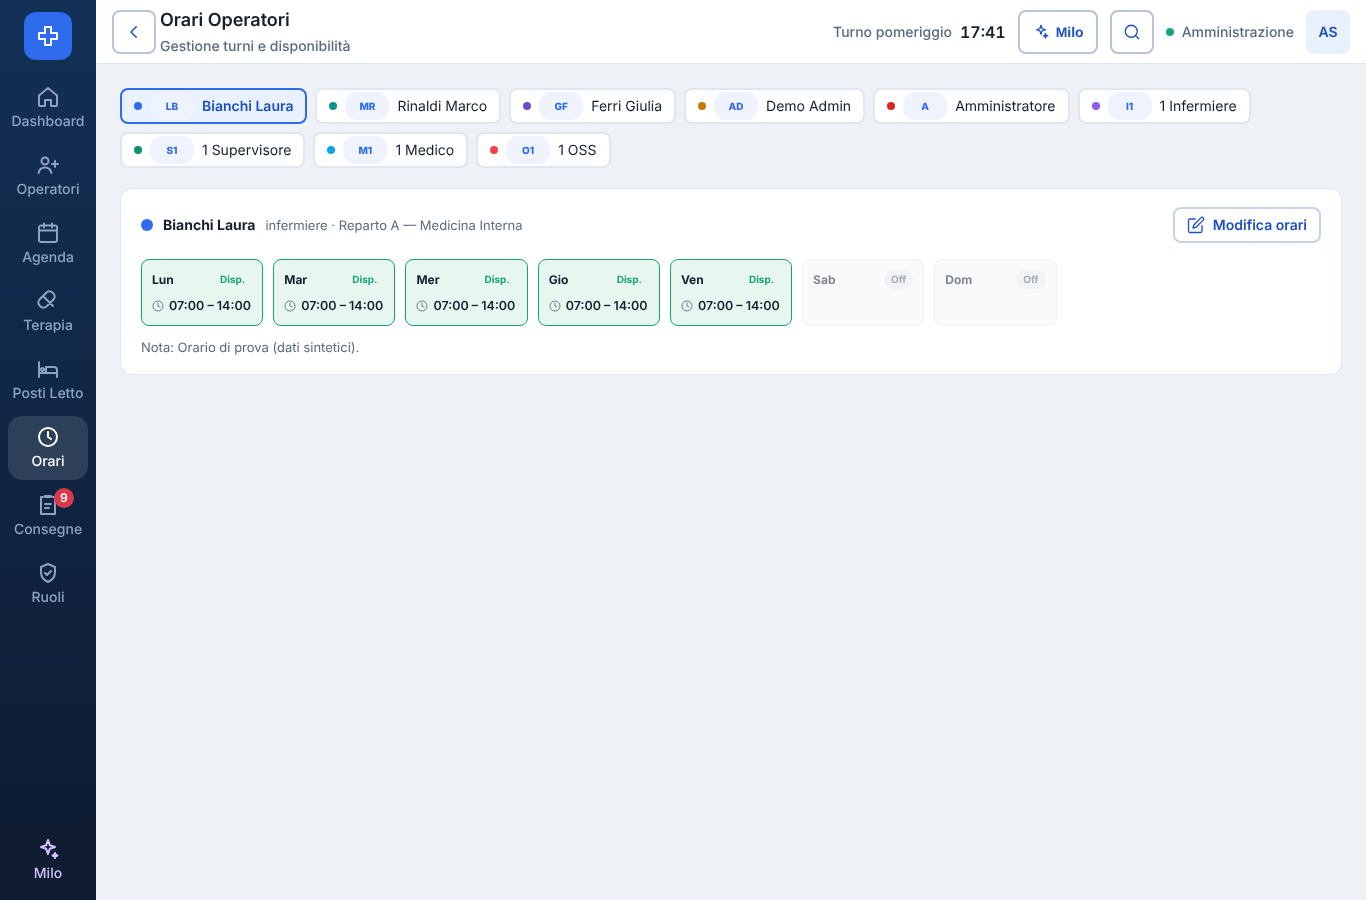 Orari Operatori
Gestione turni e disponibilità
Turno pomeriggio 17:41
Milo
Amministrazione
AS
Dashboard
Operatori
Agenda
Terapia
Posti Letto
Orari
9
Consegne
Ruoli
Milo
LB Bianchi Laura
MR Rinaldi Marco
GF Ferri Giulia
AD Demo Admin
A Amministratore
I1 1 Infermiere
S1 1 Supervisore
M1 1 Medico
O1 1 OSS
Bianchi Laura infermiere · Reparto A — Medicina Interna
Modifica orari
Lun Disp.
07:00 – 14:00
Mar Disp.
07:00 – 14:00
Mer Disp.
07:00 – 14:00
Gio Disp.
07:00 – 14:00
Ven Disp.
07:00 – 14:00
Sab Off
Dom Off
Nota: Orario di prova (dati sintetici).